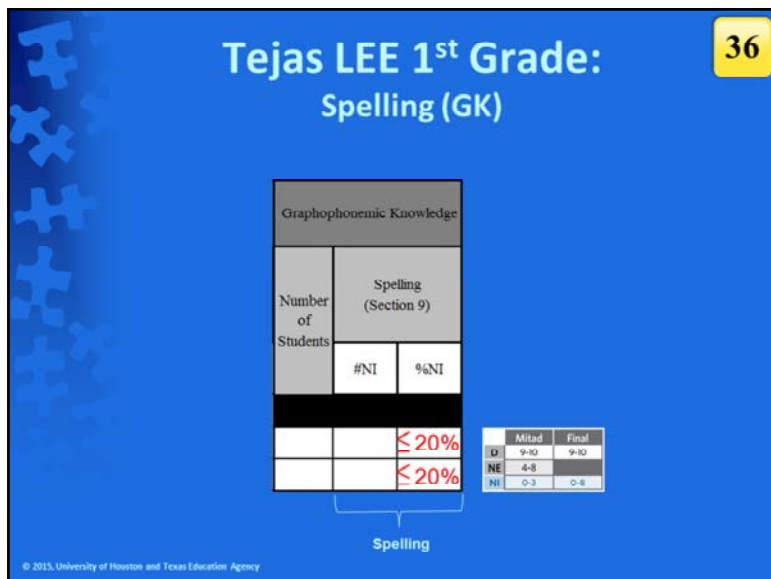 Tejas LEE 1st Grade:
Spelling (GK)
36
Graphophonemic Knowledge
Number
of
Students
Spelling
(Section 9)
#NI
%NI
≤ 20%
≤ 20%
Spelling
Mitad Final
D 9-10 9-10
NE 4-8
NI 0-3 0-8
© 2015, University of Houston and Texas Education Agency